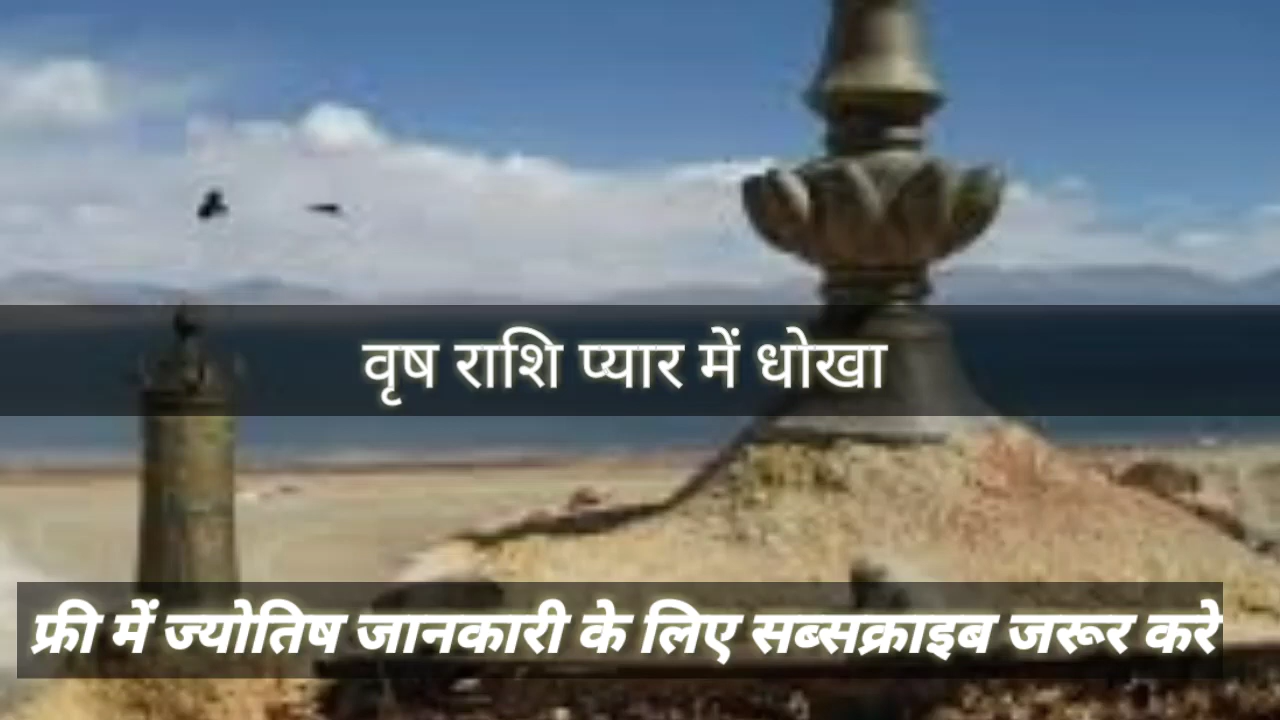 वृष राशि प्यार में धोखा
फ्री में ज्योतिष जानकारी के लिए सब्सक्राइब जरूर करे